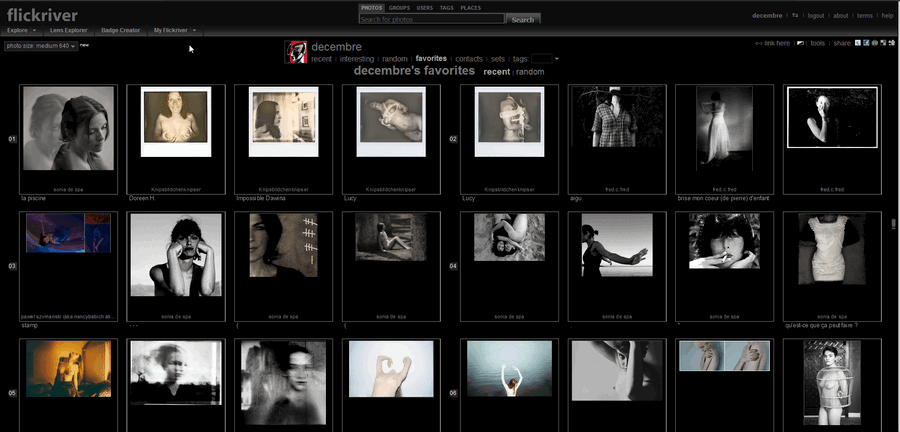 flickriver
PHOTOS GROUPS USERS TAGS PLACES
Search for photos Search
decembre logout about terms help
Explore Lens Explorer Badge Creator My Flickriver
photo size: medium 640 new
link here tools share:
decembre
recent interesting random favorites contacts sets tags:
decembre's favorites recent random
01
02
sonia de spa Knipsbildchenknipser Knipsbildchenknipser Knipsbildchenknipser Knipsbildchenknipser fred.c.fred fred.c.fred fred.c.fred
la piscine Doreen H. Impossible Dawina Lucy Lucy aigu brise mon coeur (de pierre) d'enfant
03
04
sonia de spa sonia de spa sonia de spa sonia de spa sonia de spa sonia de spa sonia de spa
stamp - - - ( ( " qu'est-ce que ça peut faire ?
05
06